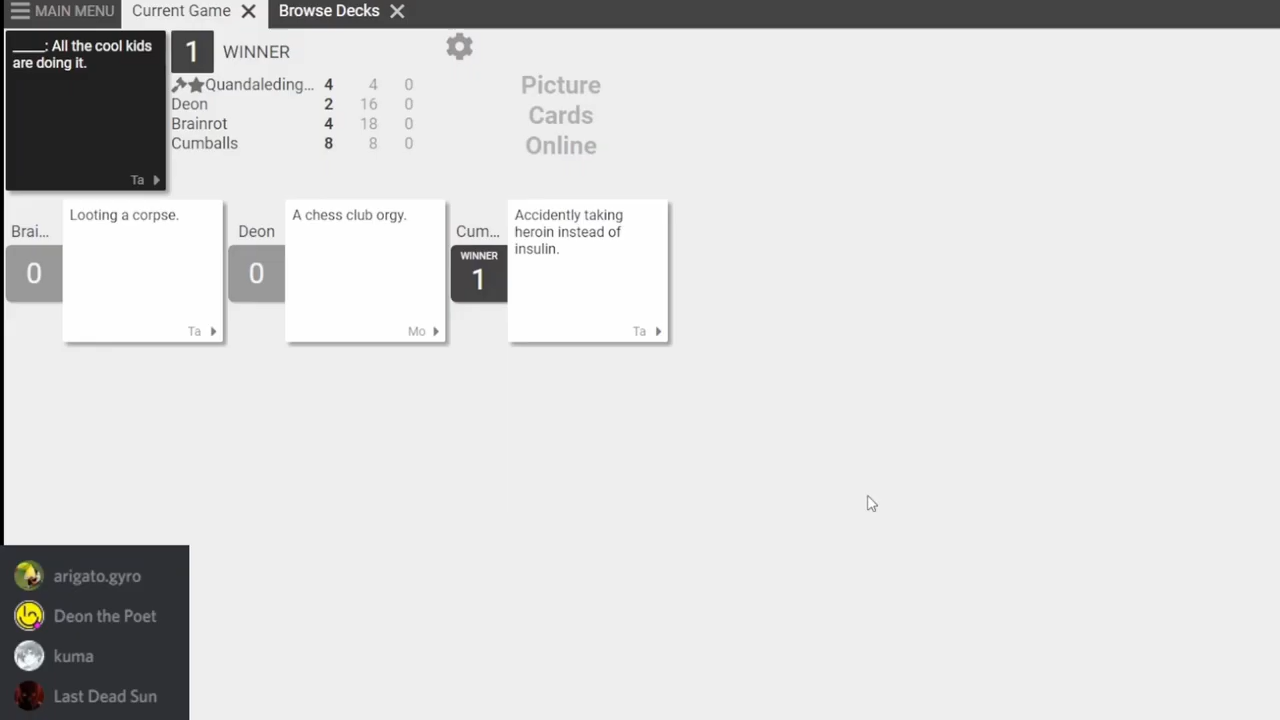 MAIN MENU
Current Game
Browse Decks
_____: All the cool kids
are doing it.
Ta
1 WINNER
Quandaleding... 4 4 0
Deon 2 16 0
Brainrot 4 18 0
Cumballs 8 8 0
Picture
Cards
Online
Brai...
0
Looting a corpse.
Ta
Deon
0
A chess club orgy.
Mo
Cum...
WINNER
1
Accidently taking
heroin instead of
insulin.
Ta
arigato.gyro
Deon the Poet
kuma
Last Dead Sun